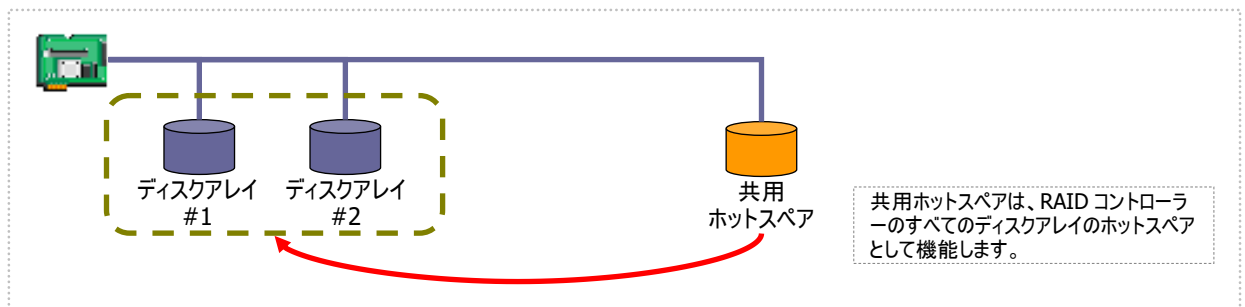 ディスクアレイ
#1
ディスクアレイ
#2
共用
ホットスペア
共用ホットスペアは、RAID コントローラ
ーのすべてのディスクアレイのホットスペア
として機能します。